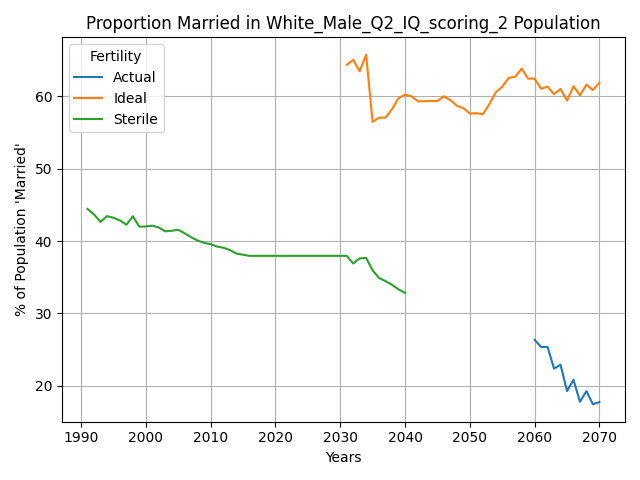 Proportion Married in White_Male_Q2_IQ_scoring_2 Population
Fertility
Actual
Ideal
Sterile
% of Population 'Married'
60
50
40
30
20
1990
2000
2010
2020
2030
2040
2050
2060
2070
Years